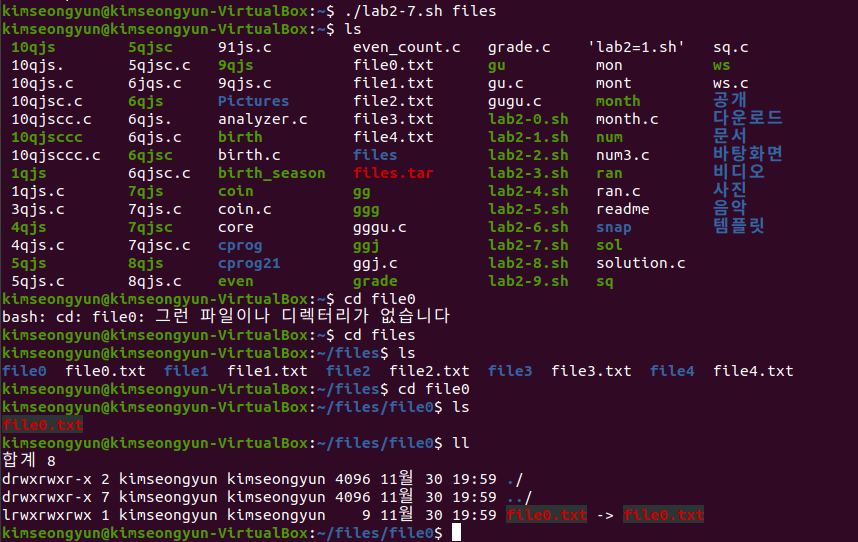 kimseongyun@kimseongyun-VirtualBox:~$ ./lab2-7.sh files
kimseongyun@kimseongyun-VirtualBox:~$ ls
10qjs 5qjsc 91js.c even_count.c grade.c 'lab2=1.sh' sq.c
10qjs. 5qjsc.c 9qjs file0.txt gu mon ws
10qjs.c 6jqs.c 9qjs.c file1.txt gu.c mont ws.c
10qjsc.c 6qjs Pictures file2.txt gugu.c month 공개
10qjscc.c 6qjs. analyzer.c file3.txt lab2-0.sh month.c 다운로드
10qjsccc 6qjs.c birth file4.txt lab2-1.sh num 문서
10qjsccc.c 6qjsc birth.c files lab2-2.sh num3.c 바탕화면
1qjs 6qjsc.c birth_season files.tar lab2-3.sh ran 비디오
1qjs.c 7qjs coin gg lab2-4.sh ran.c 사진
3qjs.c 7qjs.c coin.c ggg lab2-5.sh readme 음악
4qjs 7qjsc core gggu.c lab2-6.sh snap 템플릿
4qjs.c 7qjsc.c cprog ggj lab2-7.sh sol
5qjs 8qjs cprog21 ggj.c lab2-8.sh solution.c
5qjs.c 8qjs.c even grade lab2-9.sh sq
kimseongyun@kimseongyun-VirtualBox:~$ cd file0
bash: cd: file0: 그런 파일이나 디렉터리가 없습니다
kimseongyun@kimseongyun-VirtualBox:~$ cd files
kimseongyun@kimseongyun-VirtualBox:~/files$ ls
file0 file0.txt file1 file1.txt file2 file2.txt file3 file3.txt file4 file4.txt
kimseongyun@kimseongyun-VirtualBox:~/files$ cd file0
kimseongyun@kimseongyun-VirtualBox:~/files/file0$ ls
file0.txt
kimseongyun@kimseongyun-VirtualBox:~/files/file0$ ll
합계 8
drwxrwxr-x 2 kimseongyun kimseongyun 4096 11월 30 19:59 ./
drwxrwxr-x 7 kimseongyun kimseongyun 4096 11월 30 19:59 ../
lrwxrwxrwx 1 kimseongyun kimseongyun 9 11월 30 19:59 file0.txt -> file0.txt
kimseongyun@kimseongyun-VirtualBox:~/files/file0$